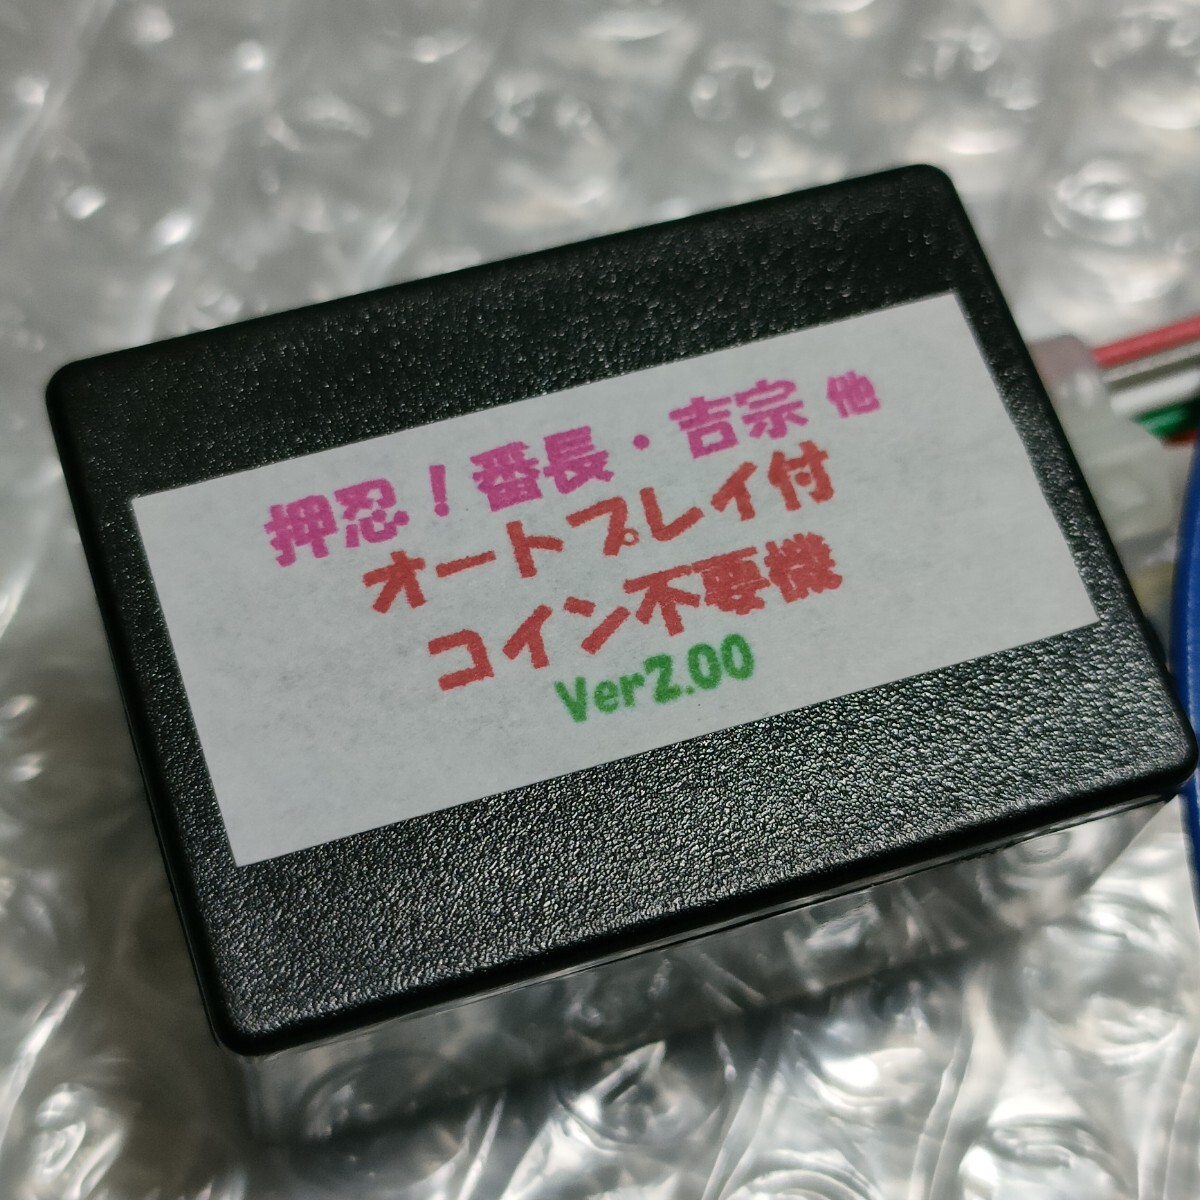 押忍！番長・吉宗 他
オートプレイ付
コイン不要機
Ver2.00